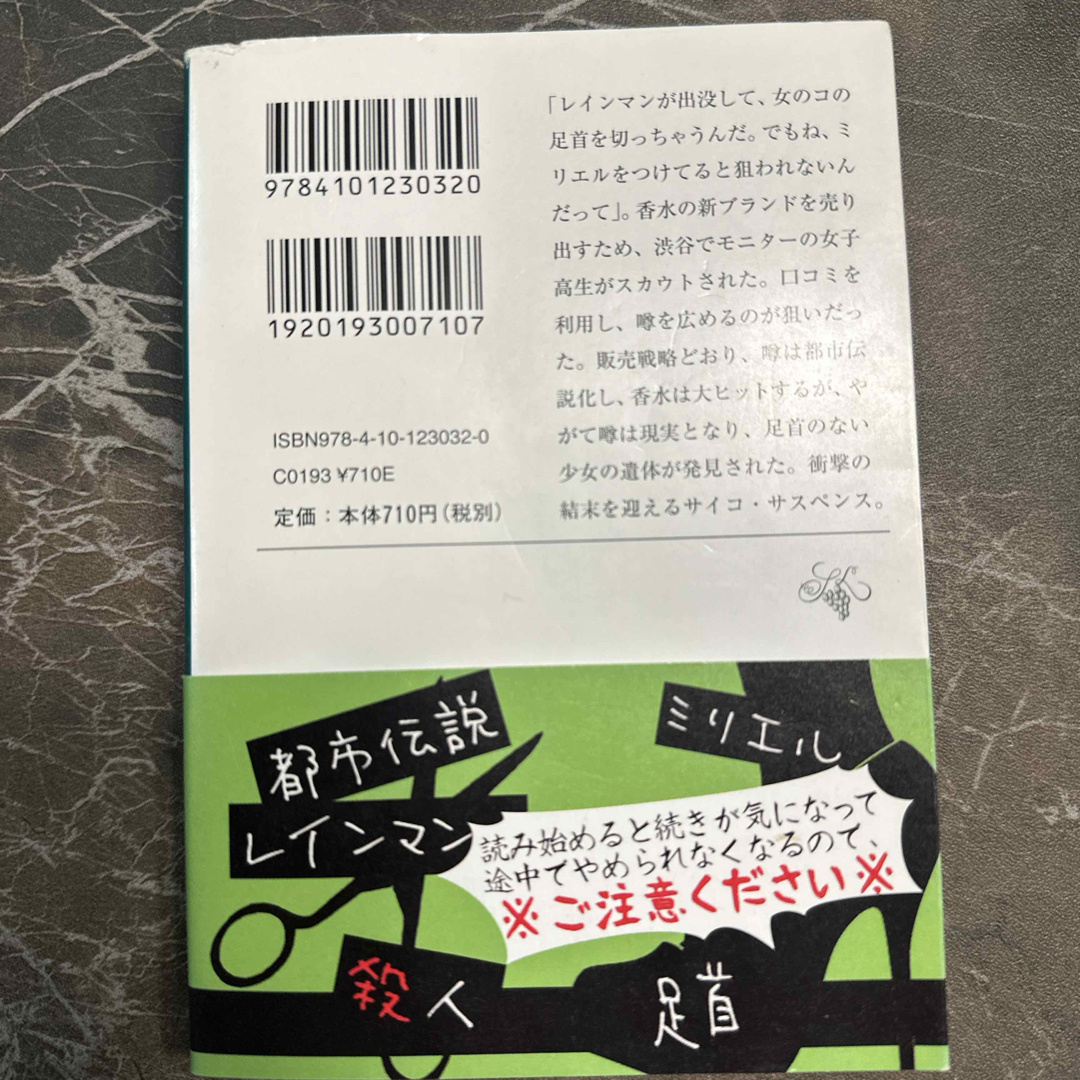 9784101230320
1920193007107
ISBN978-4-10-123032-0
C0193 ¥710E
定価：本体710円（税別）
「レインマンが出没して、女のコの
足首を切っちゃうんだ。でもね、ミ
リエルをつけてると狙われないん
だって」。香水の新ブランドを売り
出すため、渋谷でモニターの女子
高生がスカウトされた。口コミを
利用し、噂を広めるのが狙いだっ
た。販売戦略どおり、噂は都市伝
説化し、香水は大ヒットするが、や
がて噂は現実となり、足首のない
少女の遺体が発見された。衝撃の
結末を迎えるサイコ・サスペンス。
都市伝説
ミリエル
レインマン
読み始めると続きが気になって
途中でやめられなくなるので、
※ご注意ください※
殺人
足首